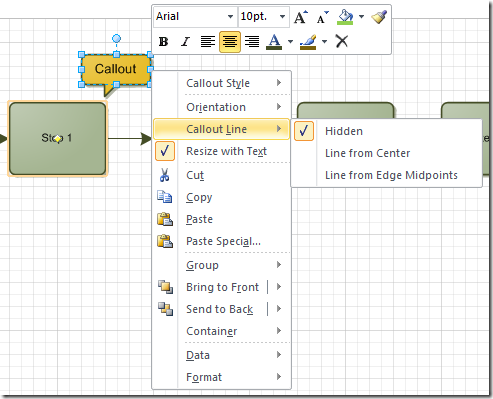 Arial 10pt.
Callout
Step 1
Callout Style
Orientation
Callout Line
Resize with Text
Cut
Copy
Paste
Paste Special...
Group
Bring to Front
Send to Back
Container
Data
Format
Hidden
Line from Center
Line from Edge Midpoints